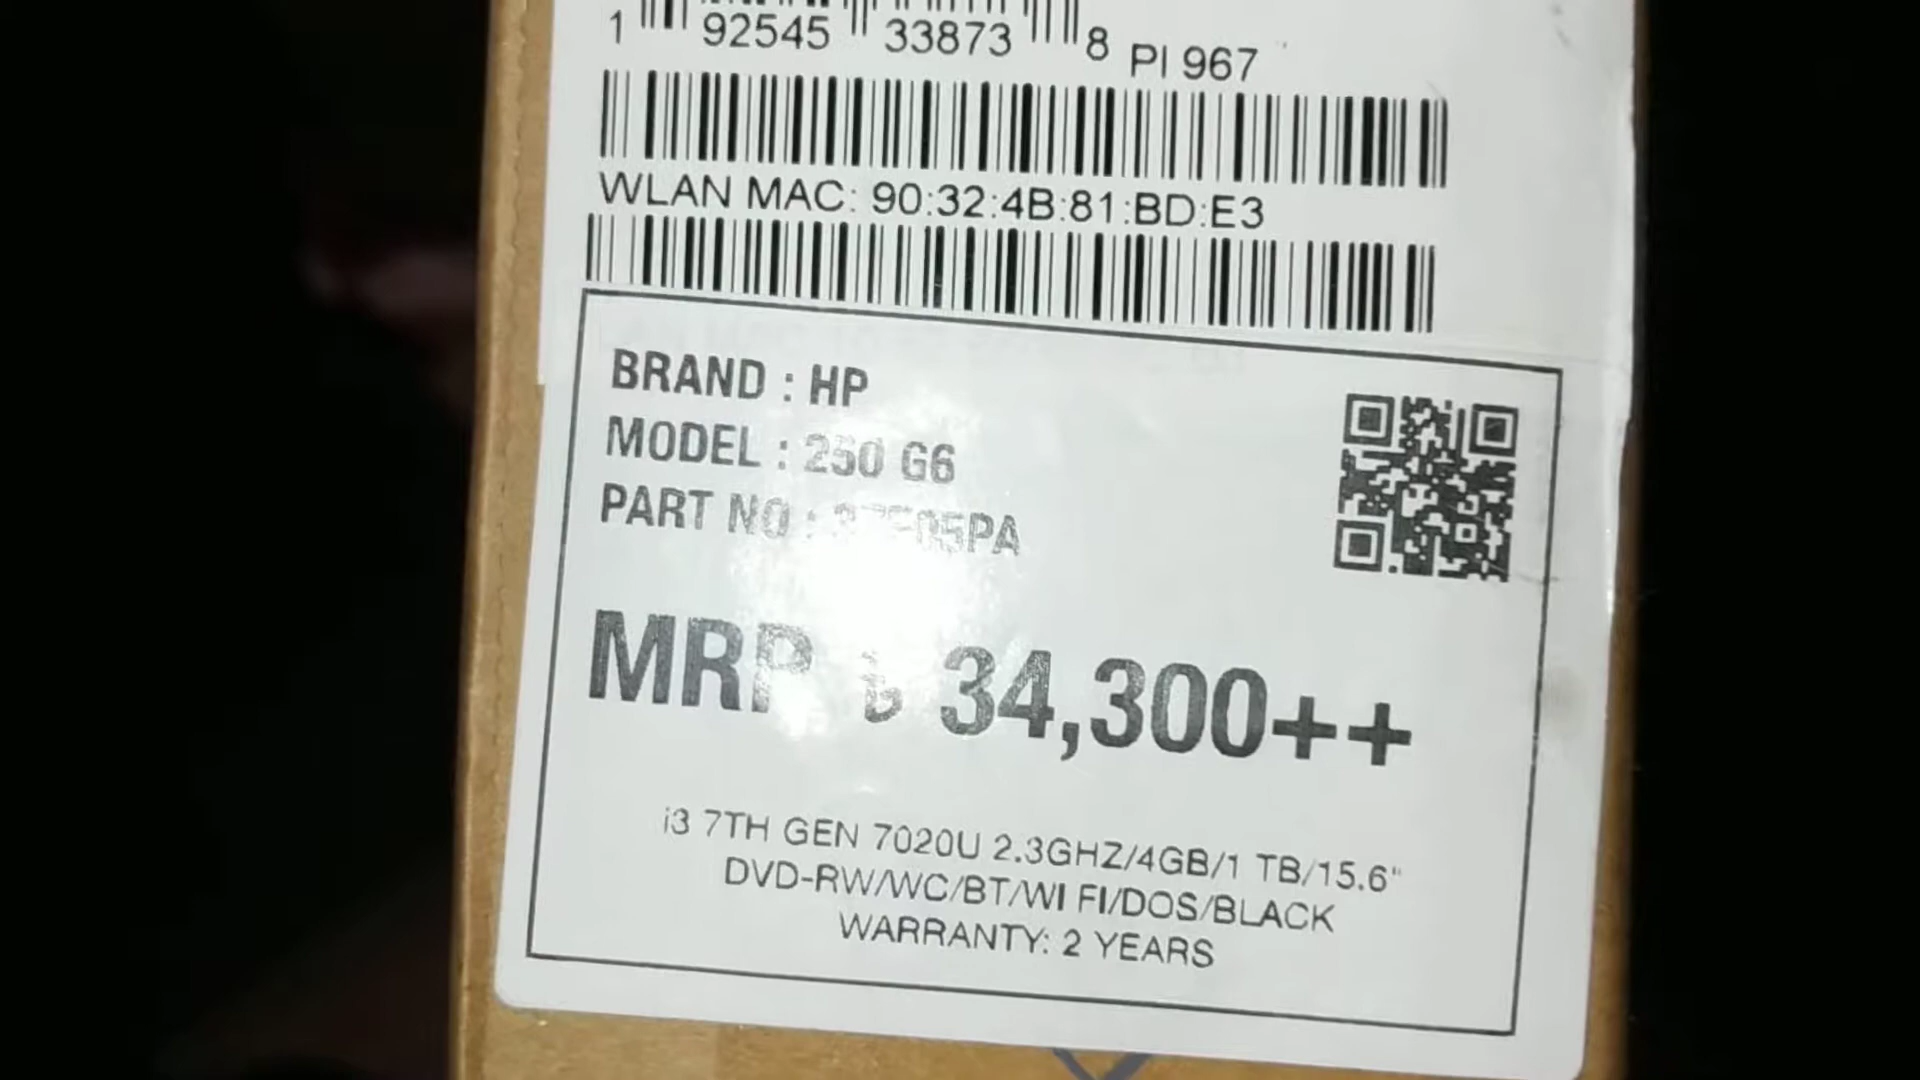 1 92545 33873 8 PI 967
WLAN MAC: 90:32:4B:81:BD:E3
BRAND : HP
MODEL : 250 G6
PART NO :
MRP ৳ 34,300++
i3 7TH GEN 7020U 2.3GHZ/4GB/1 TB/15.6"
DVD-RW/WC/BT/WI FI/DOS/BLACK
WARRANTY: 2 YEARS